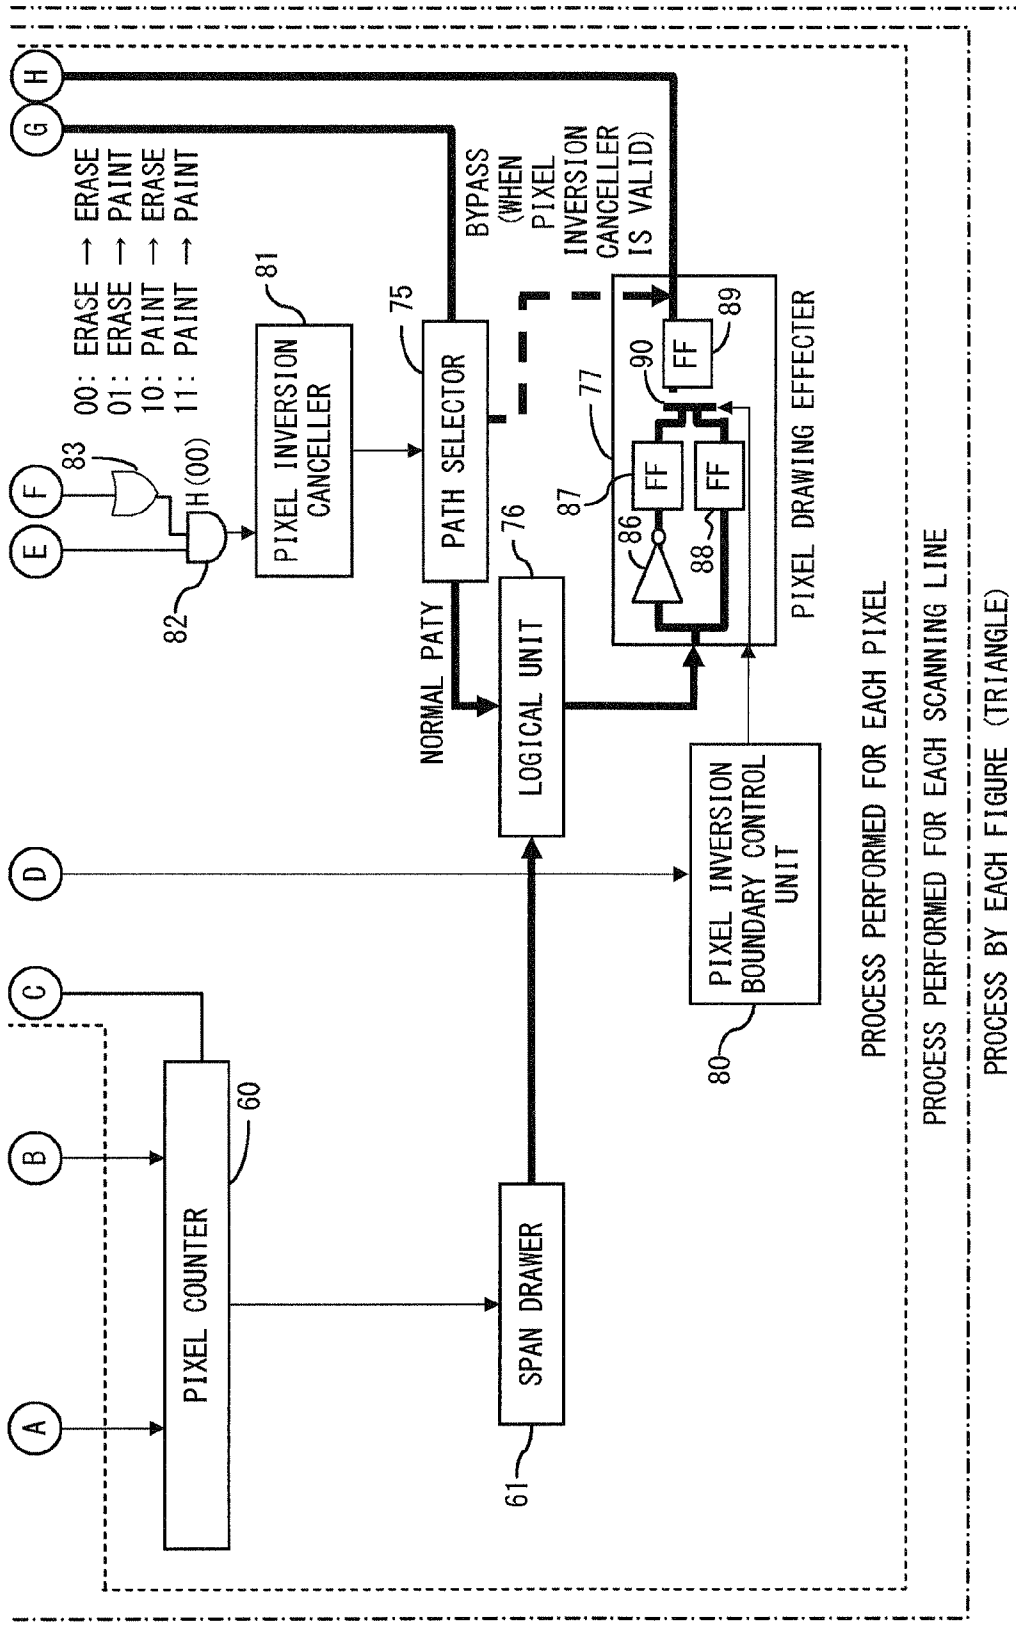 A
B
C
D
E
F
G
H
00: ERASE → ERASE
01: ERASE → PAINT
10: PAINT → ERASE
11: PAINT → PAINT
83
82
H(00)
PIXEL INVERSION
CANCELLER
81
PIXEL COUNTER
60
PATH SELECTOR
75
BYPASS
(WHEN
PIXEL
INVERSION
CANCELLER
IS VALID)
NORMAL PATY
SPAN DRAWER
61
LOGICAL UNIT
76
77
86
87
FF
88
FF
90
FF
89
PIXEL DRAWING EFFECTER
PIXEL INVERSION
BOUNDARY CONTROL
UNIT
80
PROCESS PERFORMED FOR EACH PIXEL
PROCESS PERFORMED FOR EACH SCANNING LINE
PROCESS BY EACH FIGURE (TRIANGLE)